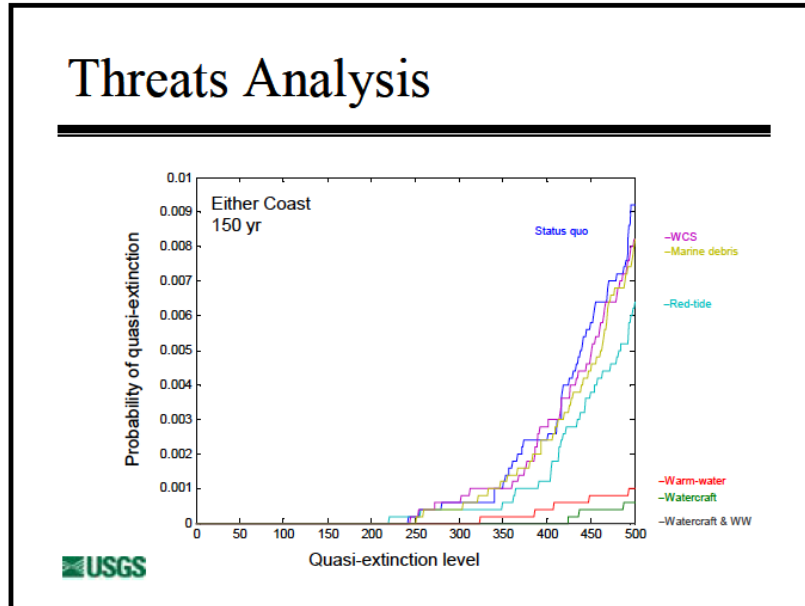 Threats Analysis
Either Coast
150 yr
Status quo
–WCS
–Marine debris
–Red-tide
–Warm-water
–Watercraft
–Watercraft & WW
Probability of quasi-extinction
0.01
0.009
0.008
0.007
0.006
0.005
0.004
0.003
0.002
0.001
0
0 50 100 150 200 250 300 350 400 450 500
Quasi-extinction level
USGS